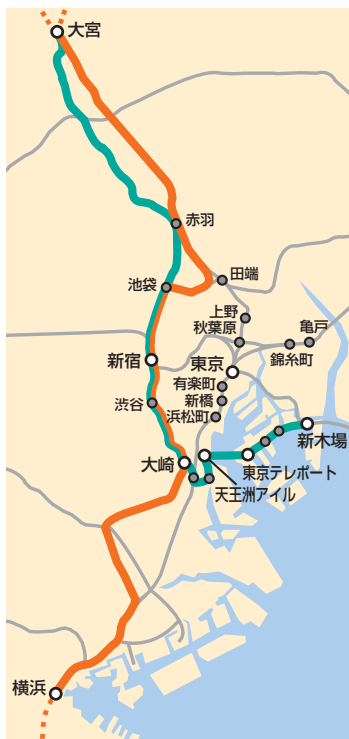 大宮
赤羽
池袋
田端
上野
秋葉原
亀戸
新宿
東京
錦糸町
有楽町
渋谷
新橋
浜松町
新木場
大崎
東京テレポート
天王洲アイル
横浜